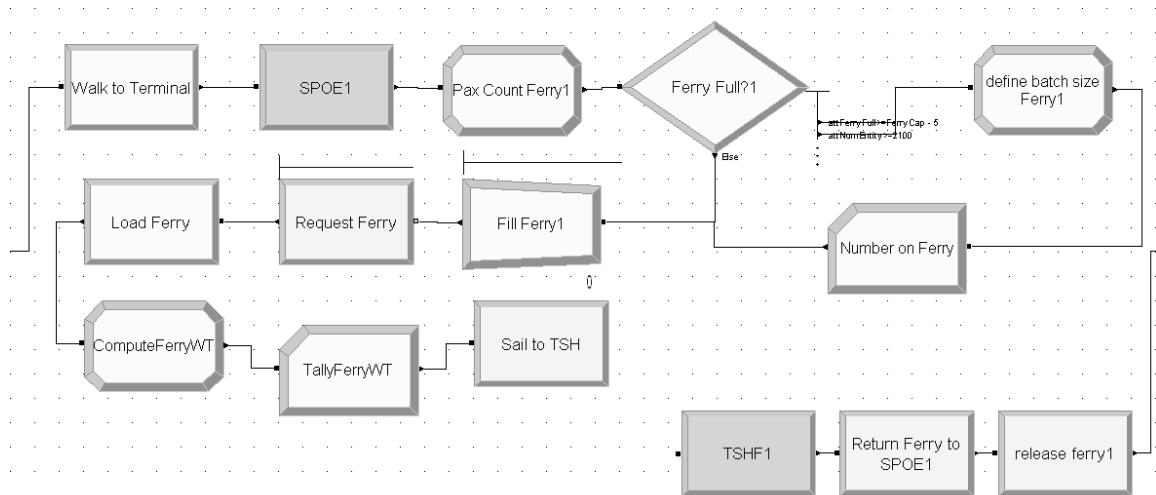 Walk to Terminal
SPOE1
Pax Count Ferry1
Ferry Full?1
attFerryFull>=FerryCap - 5
attNumEntity>=2100
Else
define batch size
Ferry1
Load Ferry
Request Ferry
Fill Ferry1
0
Number on Ferry
ComputeFerryWT
TallyFerryWT
Sail to TSH
TSHF1
Return Ferry to
SPOE1
release ferry1